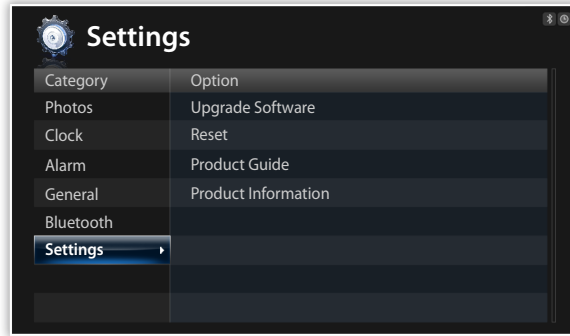 Settings
Category Option
Photos Upgrade Software
Clock Reset
Alarm Product Guide
General Product Information
Bluetooth
Settings